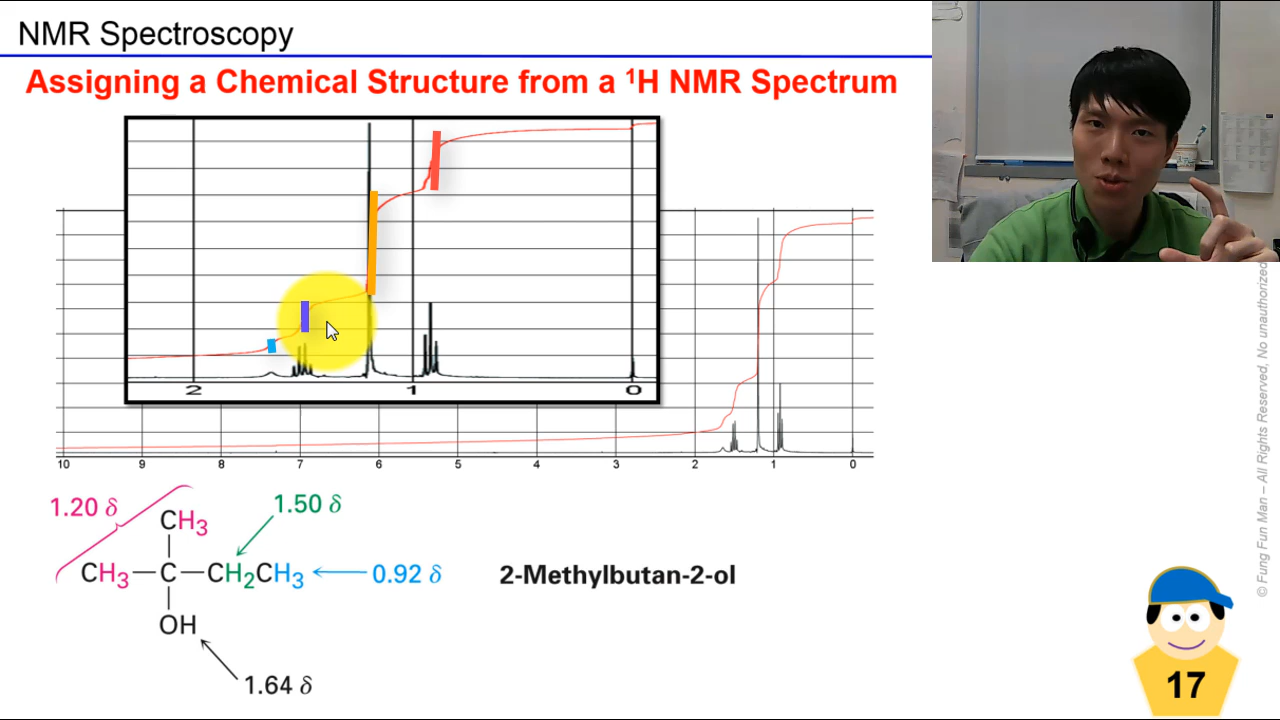 NMR Spectroscopy
Assigning a Chemical Structure from a ¹H NMR Spectrum
2 1 0
10 9 8 7 6 5 4 3 2 1 0
1.20 δ
1.50 δ
CH₃
CH₃—C—CH₂CH₃
0.92 δ
2-Methylbutan-2-ol
OH
1.64 δ
17
© Fung Fun Man – All Rights Reserved. No unauthorized